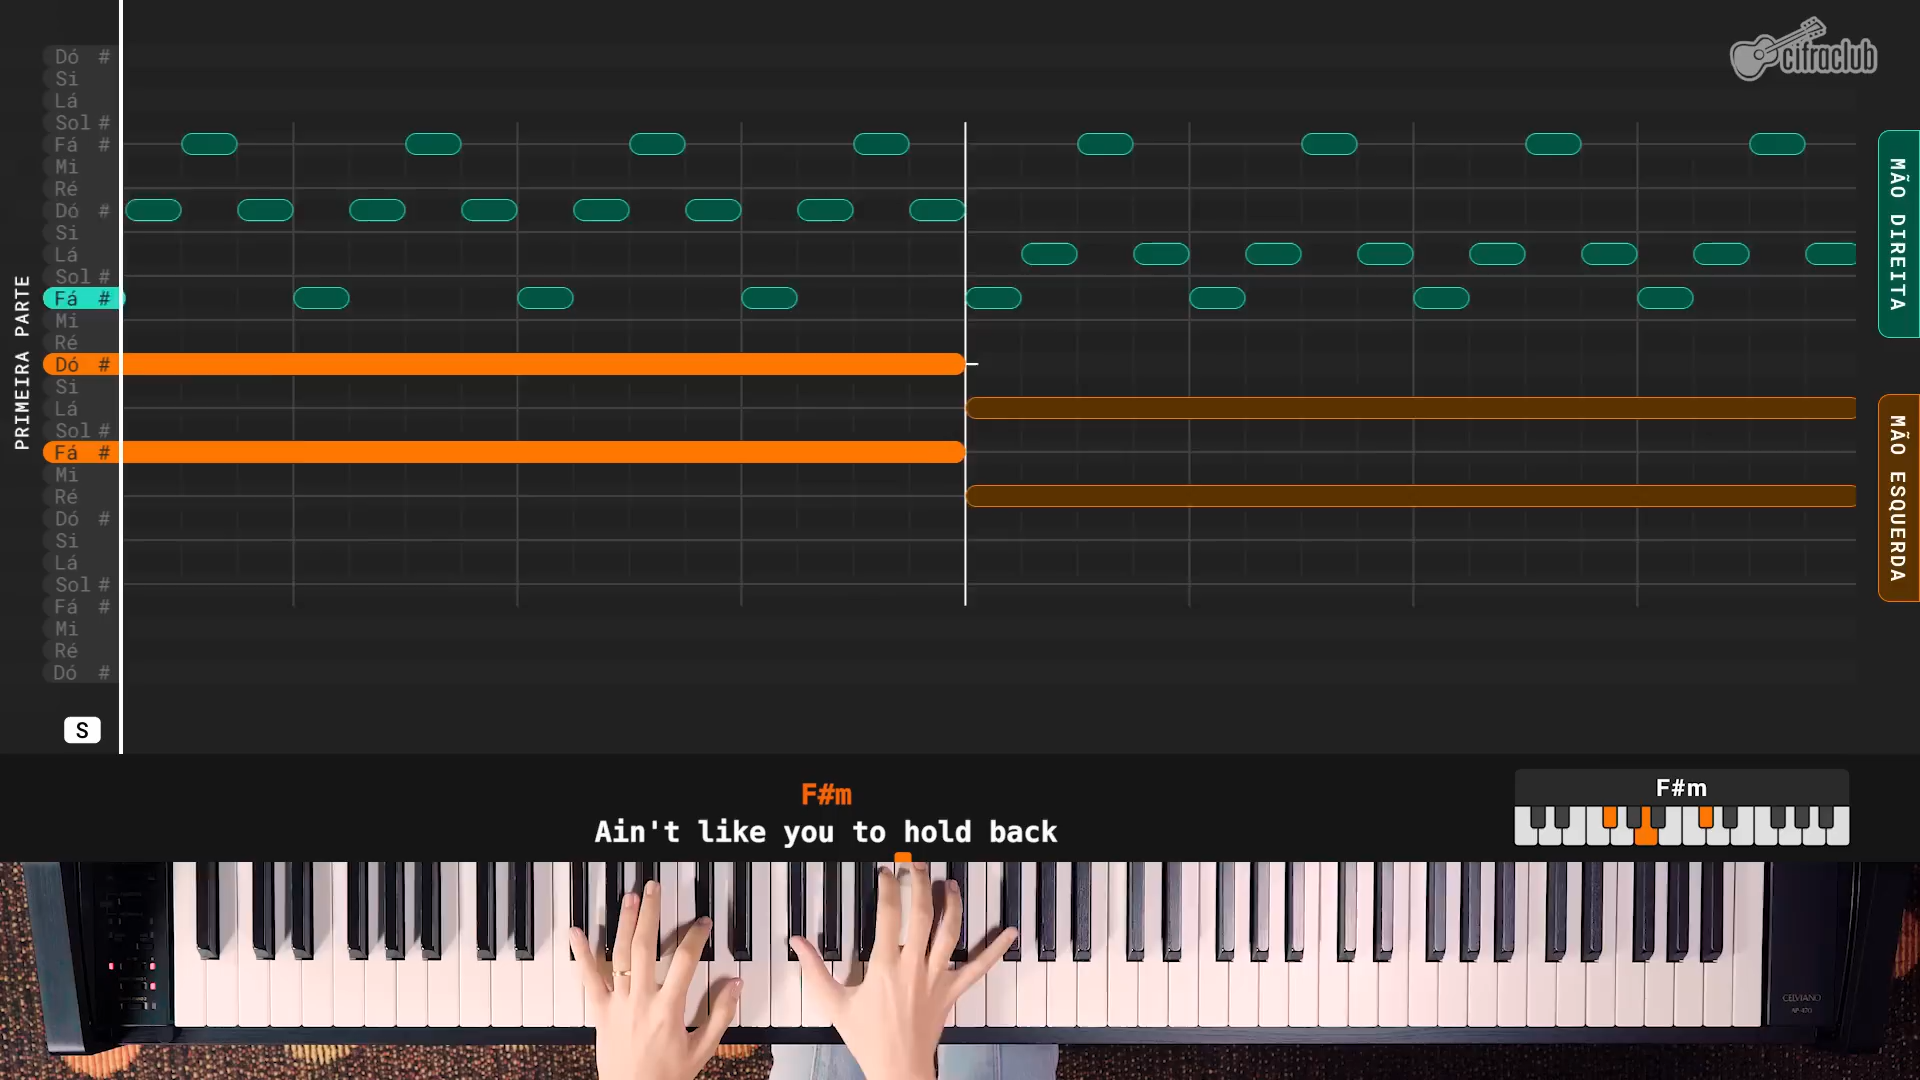 cifraclub
Dó #
Si
Lá
Sol #
Fá #
Mi
Ré
Dó #
Si
Lá
Sol #
Fá #
Mi
Ré
Dó #
Si
Lá
Sol #
Fá #
Mi
Ré
Dó #
Si
Lá
Sol #
Fá #
Mi
Ré
Dó #
PRIMEIRA PARTE
MÃO DIREITA
MÃO ESQUERDA
S
F#m
Ain't like you to hold back
F#m
CELVIANO